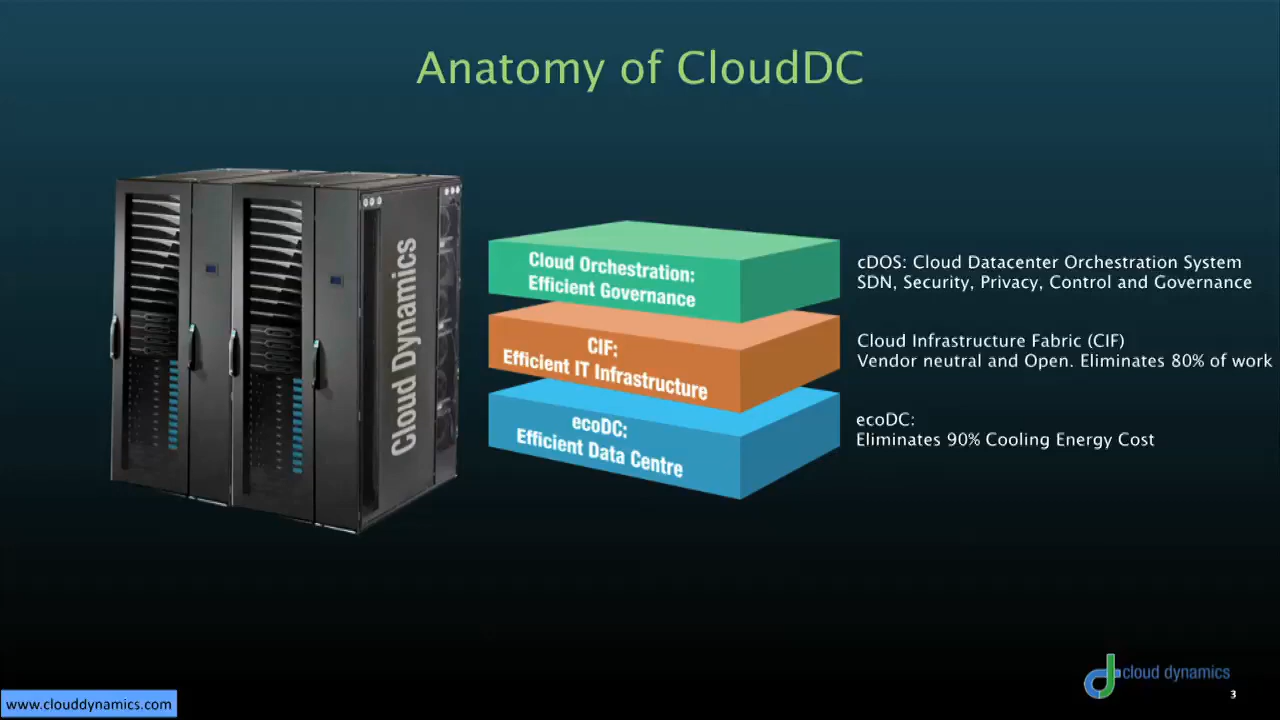 Anatomy of CloudDC
Cloud Dynamics
Cloud Orchestration:
Efficient Governance
cDOS: Cloud Datacenter Orchestration System
SDN, Security, Privacy, Control and Governance
CIF:
Efficient IT Infrastructure
Cloud Infrastructure Fabric (CIF)
Vendor neutral and Open. Eliminates 80% of work
ecoDC:
Efficient Data Centre
ecoDC:
Eliminates 90% Cooling Energy Cost
cloud dynamics
3
www.clouddynamics.com